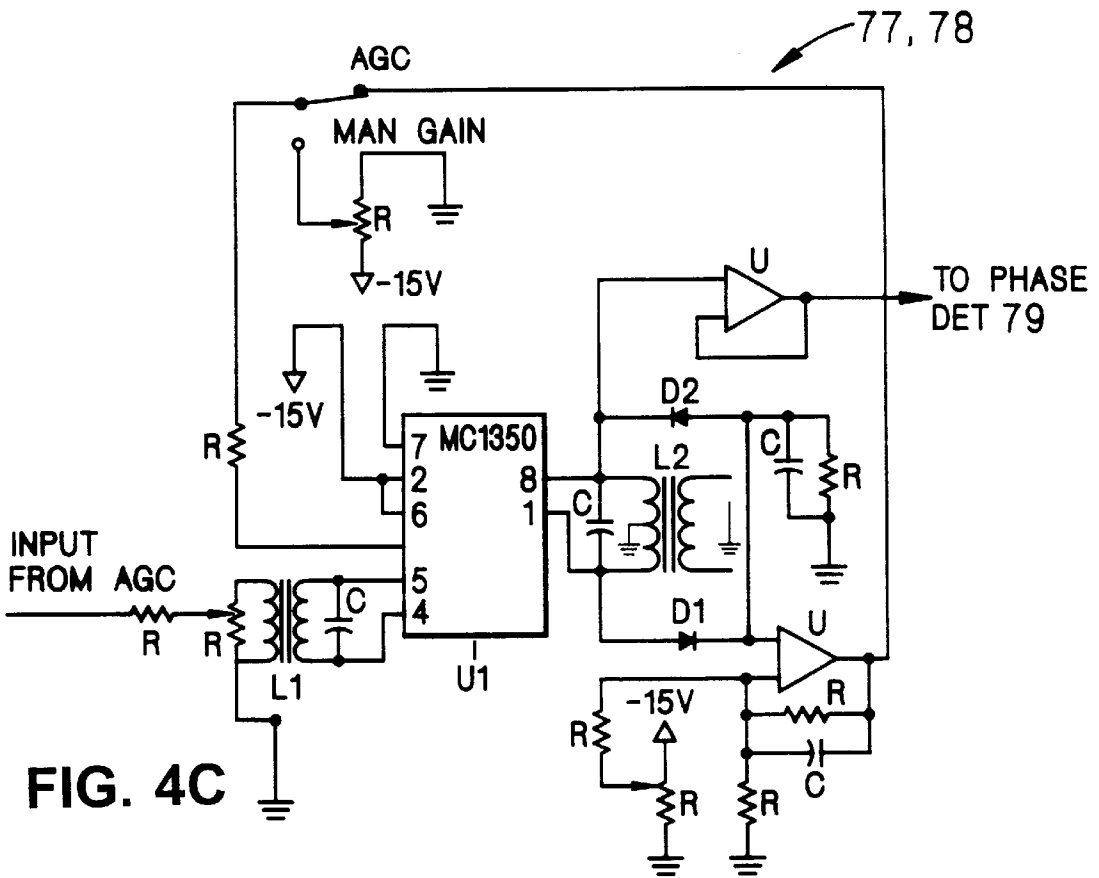 77, 78
AGC
MAN GAIN
R
-15V
U
TO PHASE
DET 79
-15V
D2
R
MC1350
7
8
2
1
6
C
L2
C
R
INPUT
FROM AGC
5
4
C
D1
U
R
R
L1
U1
-15V
R
R
C
R
R
FIG. 4C